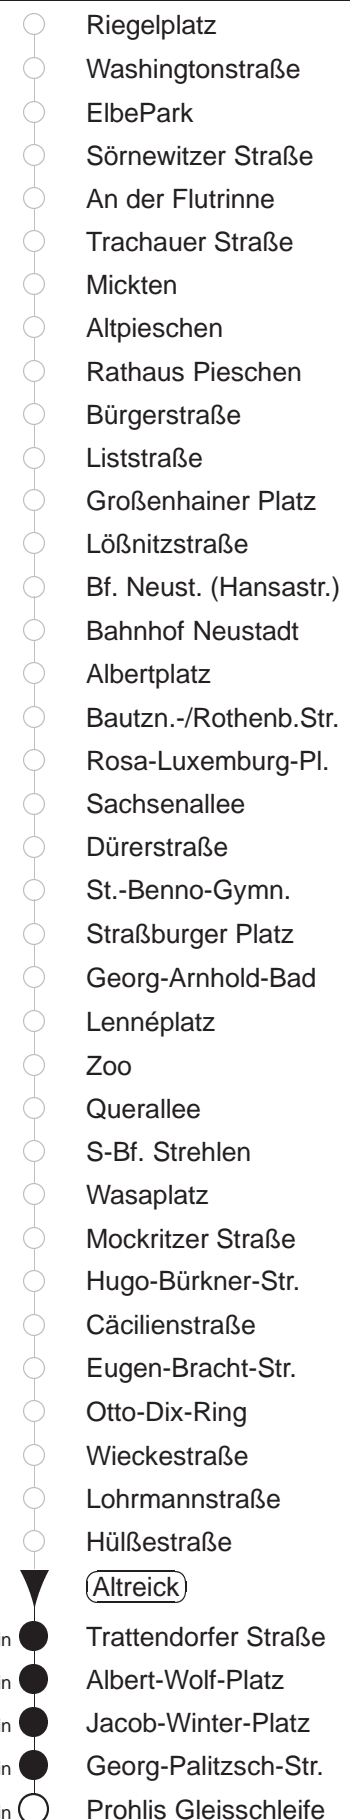 Riegelplatz
Washingtonstraße
ElbePark
Sörnewitzer Straße
An der Flutrinne
Trachauer Straße
Mickten
Altpieschen
Rathaus Pieschen
Bürgerstraße
Liststraße
Großenhainer Platz
Lößnitzstraße
Bf. Neust. (Hansastr.)
Bahnhof Neustadt
Albertplatz
Bautzn.-/Rothenb.Str.
Rosa-Luxemburg-Pl.
Sachsenallee
Dürerstraße
St.-Benno-Gymn.
Straßburger Platz
Georg-Arnhold-Bad
Lennéplatz
Zoo
Querallee
S-Bf. Strehlen
Wasaplatz
Mockritzer Straße
Hugo-Bürkner-Str.
Cäcilienstraße
Eugen-Bracht-Str.
Otto-Dix-Ring
Wieckestraße
Lohrmannstraße
Hülßestraße
Altreick
Trattendorfer Straße
Albert-Wolf-Platz
Jacob-Winter-Platz
Georg-Palitzsch-Str.
Prohlis Gleisschleife